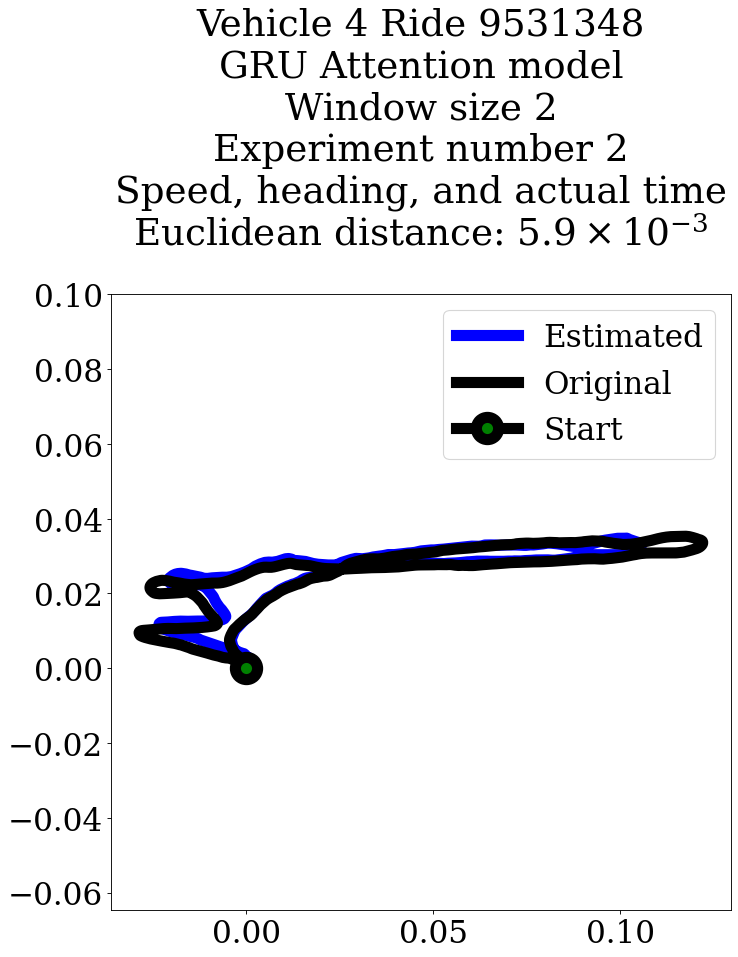 Vehicle 4 Ride 9531348
GRU Attention model
Window size 2
Experiment number 2
Speed, heading, and actual time
Euclidean distance: 5.9 × 10⁻³
0.10
0.08
0.06
0.04
0.02
0.00
−0.02
−0.04
−0.06
Estimated
Original
Start
0.00 0.05 0.10